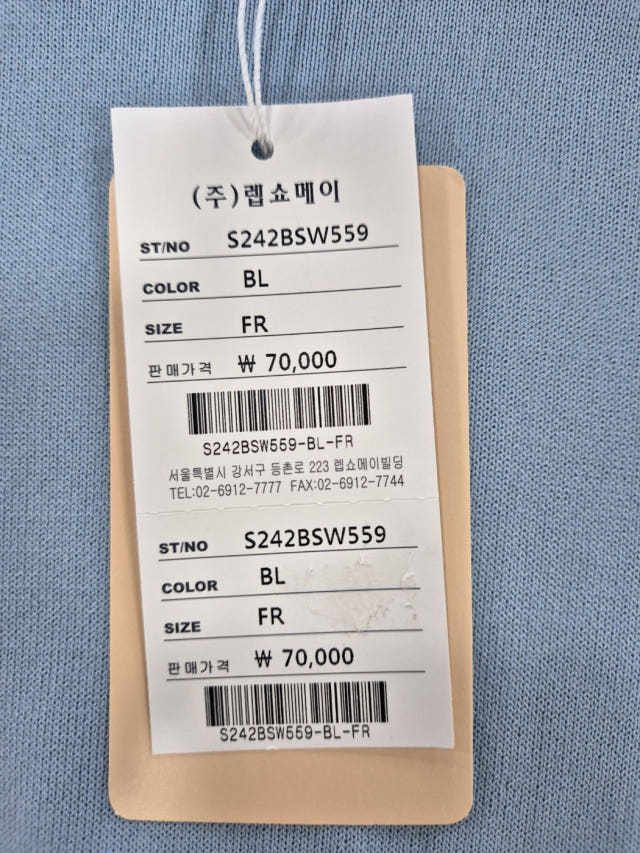 (주)렙쇼메이
ST/NO S242BSW559
COLOR BL
SIZE FR
판매가격 ₩ 70,000
S242BSW559-BL-FR
서울특별시 강서구 등촌로 223 렙쇼메이빌딩
TEL:02-6912-7777 FAX:02-6912-7744
ST/NO S242BSW559
COLOR BL
SIZE FR
판매가격 ₩ 70,000
S242BSW559-BL-FR